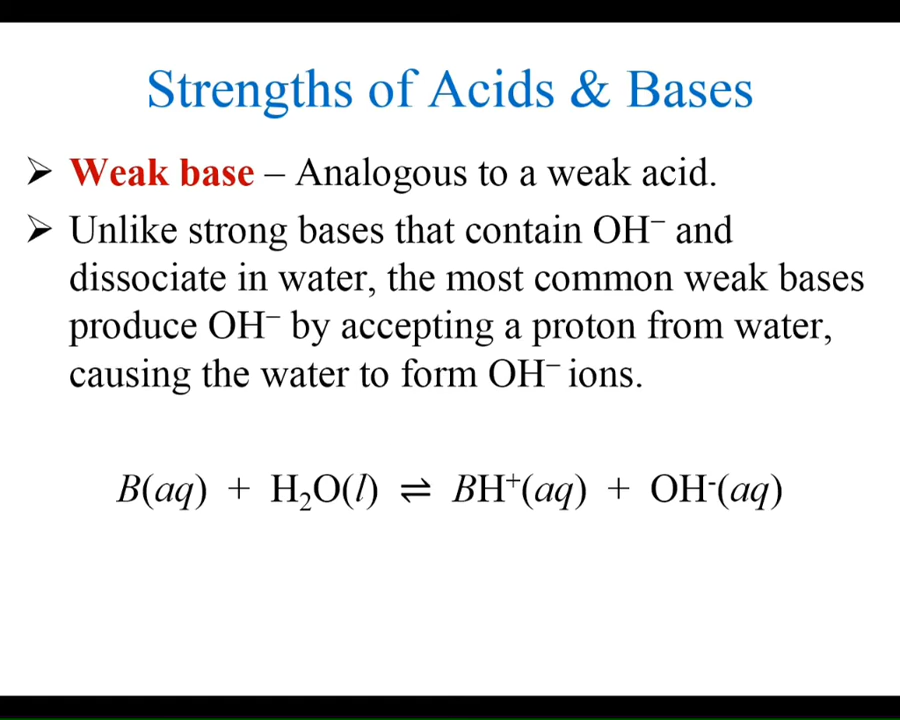 Strengths of Acids & Bases
➢ Weak base – Analogous to a weak acid.
➢ Unlike strong bases that contain OH⁻ and
dissociate in water, the most common weak bases
produce OH⁻ by accepting a proton from water,
causing the water to form OH⁻ ions.
B(aq) + H₂O(l) ⇌ BH⁺(aq) + OH⁻(aq)